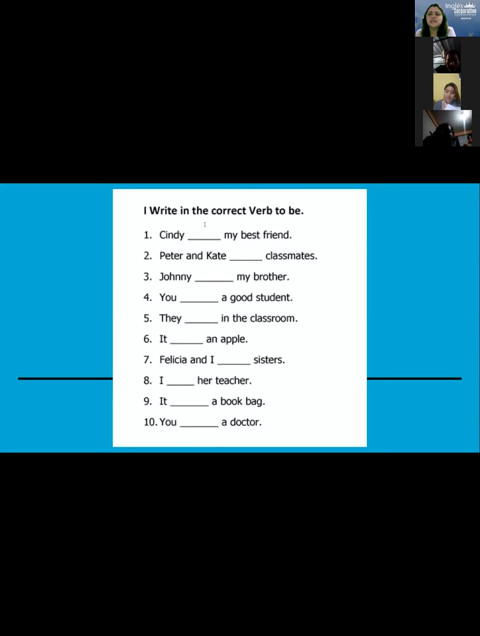 Inglés
Corporation
I Write in the correct Verb to be.
1. Cindy ______ my best friend.
2. Peter and Kate ______ classmates.
3. Johnny _______ my brother.
4. You _______ a good student.
5. They ______ in the classroom.
6. It ______ an apple.
7. Felicia and I ______ sisters.
8. I _____ her teacher.
9. It _______ a book bag.
10. You _______ a doctor.